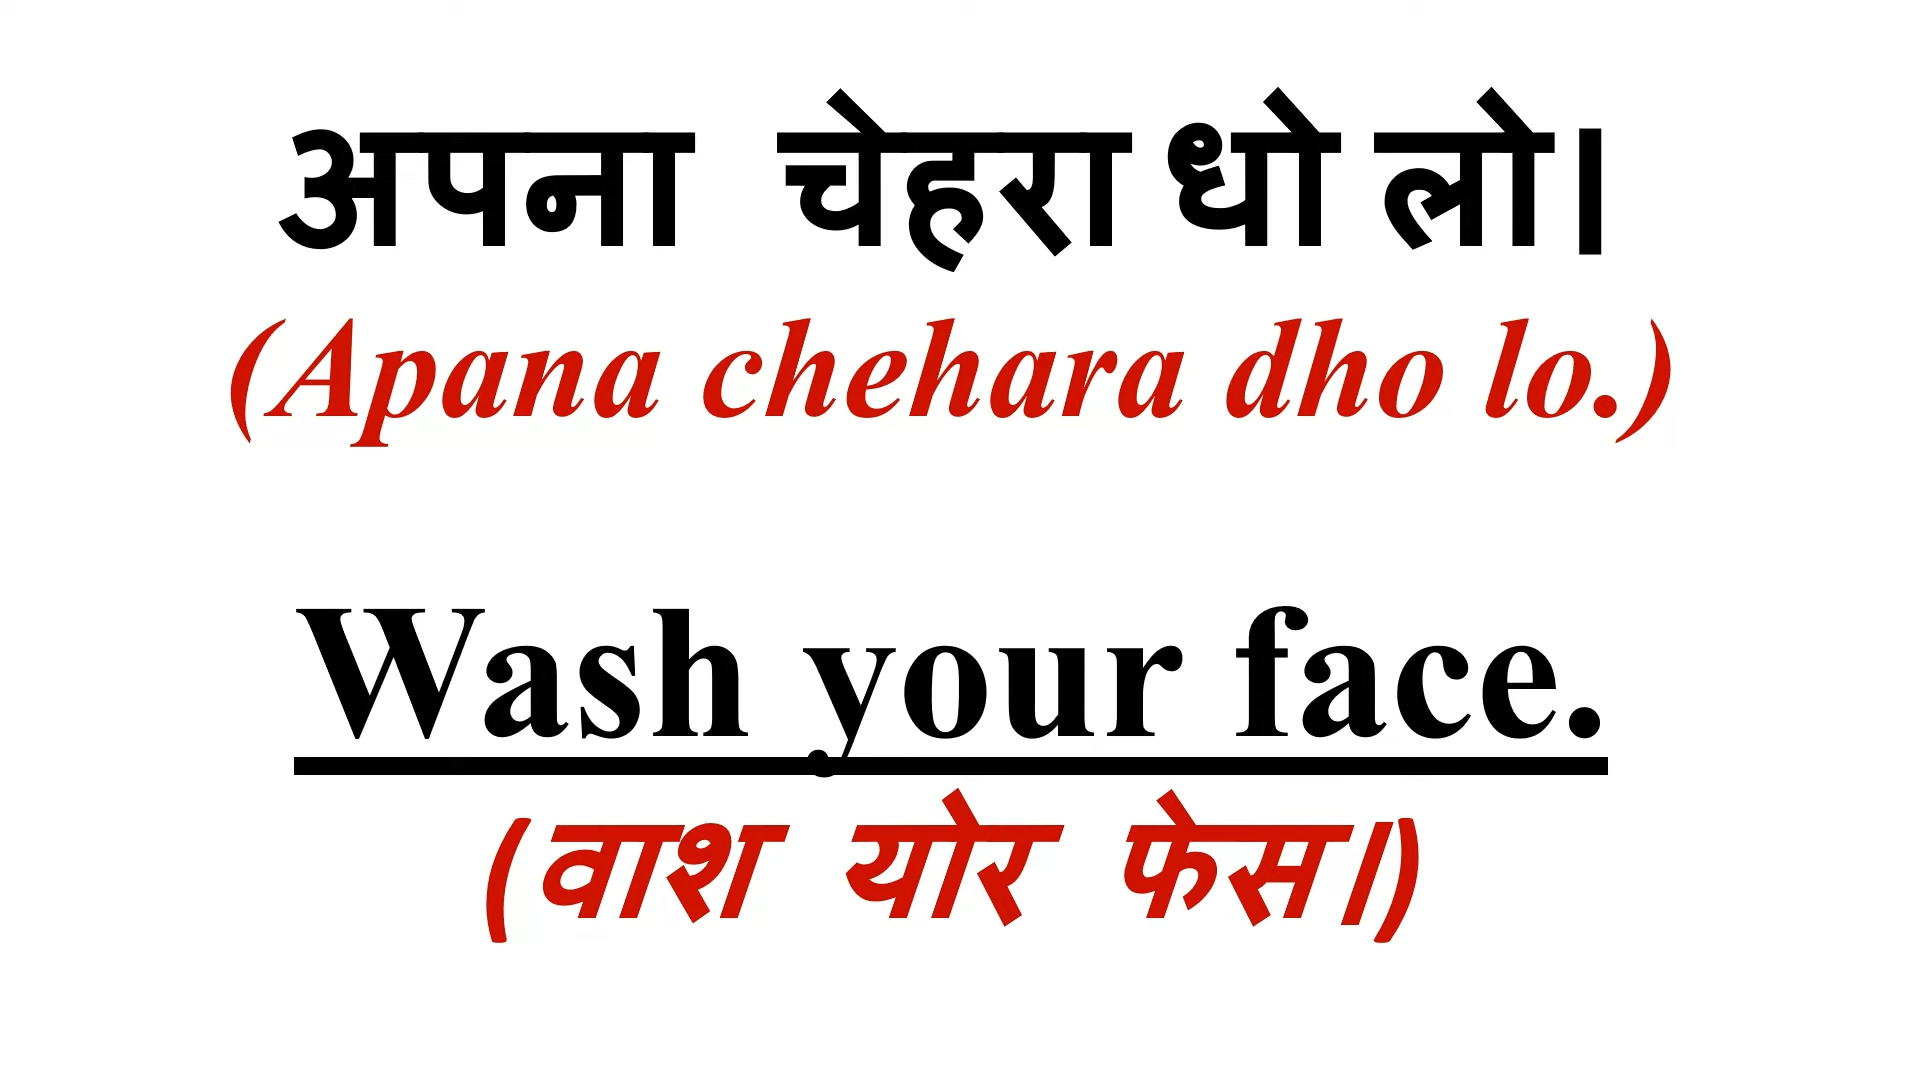 अपना चेहरा धो लो।
(Apana chehara dho lo.)
Wash your face.
(वाश योर फेस।)